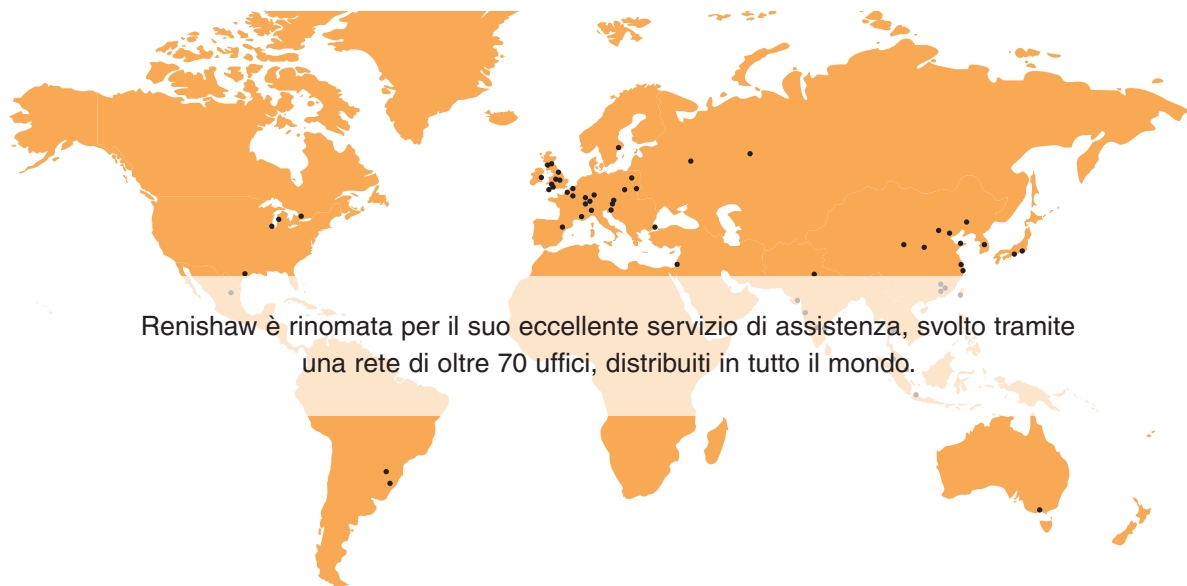 Renishaw è rinomata per il suo eccellente servizio di assistenza, svolto tramite
una rete di oltre 70 uffici, distribuiti in tutto il mondo.